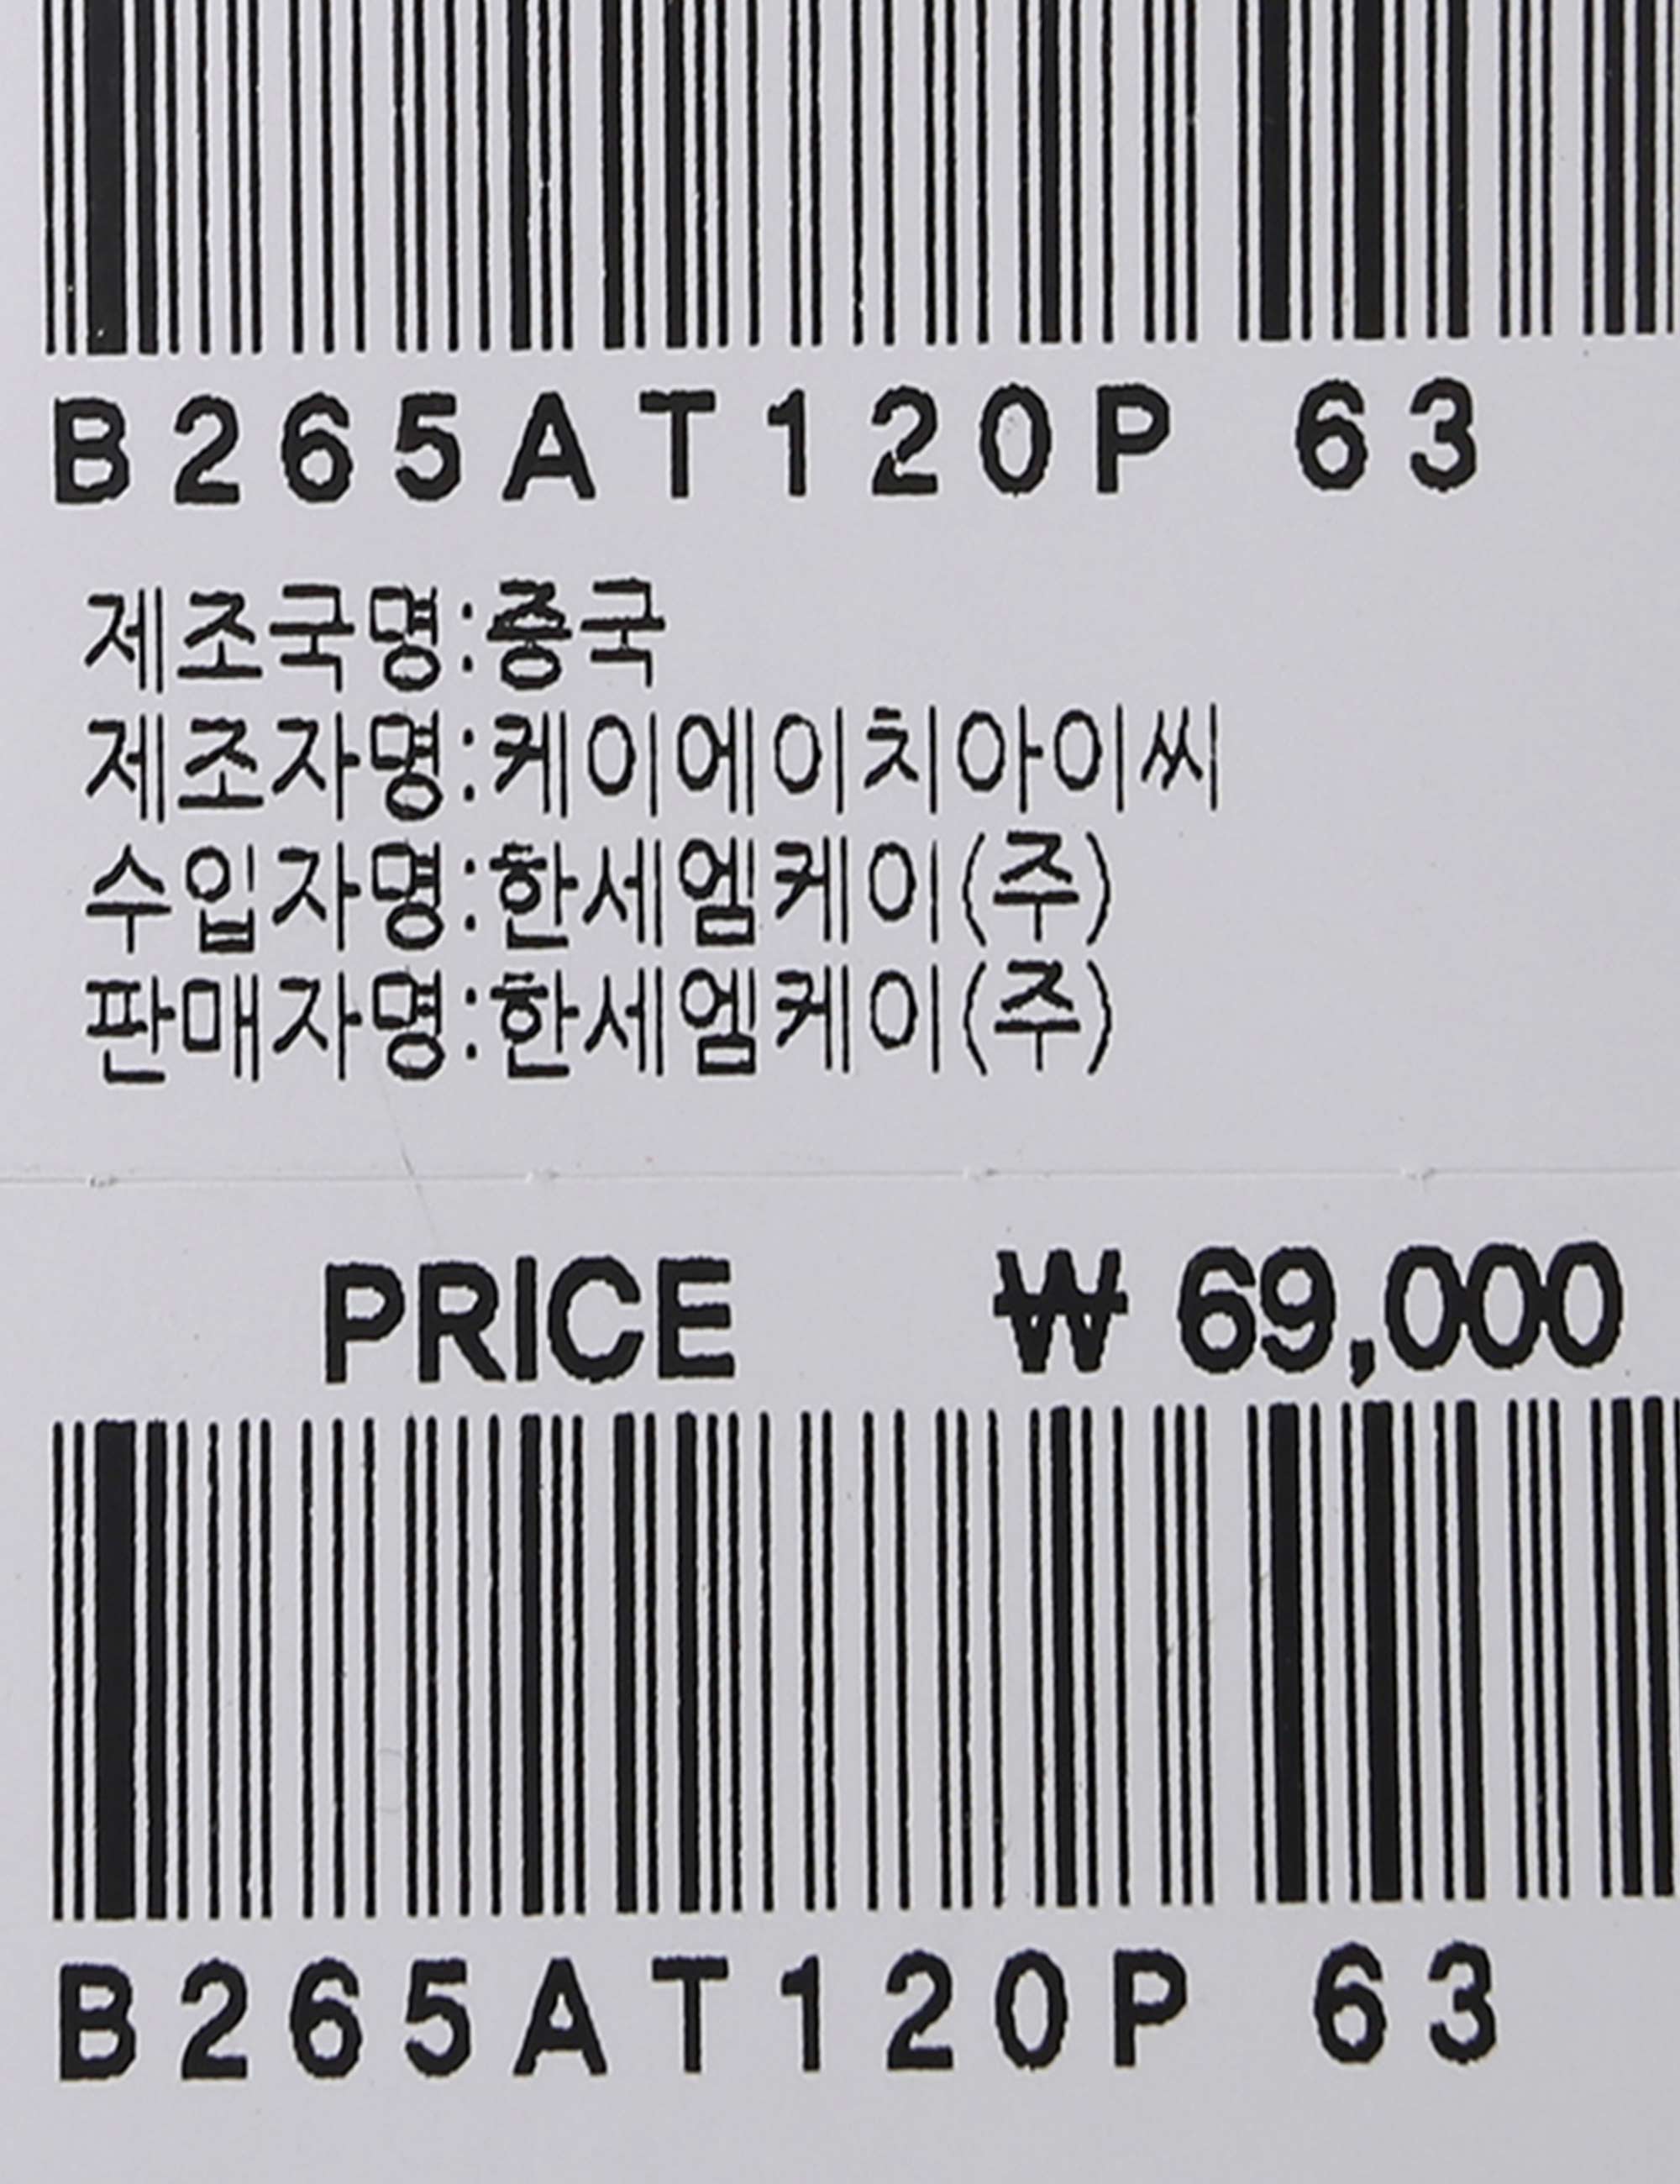 B265AT120P 63
제조국명:중국
제조자명:케이에이치아이씨
수입자명:한세엠케이(주)
판매자명:한세엠케이(주)
PRICE ₩ 69,000
B265AT120P 63